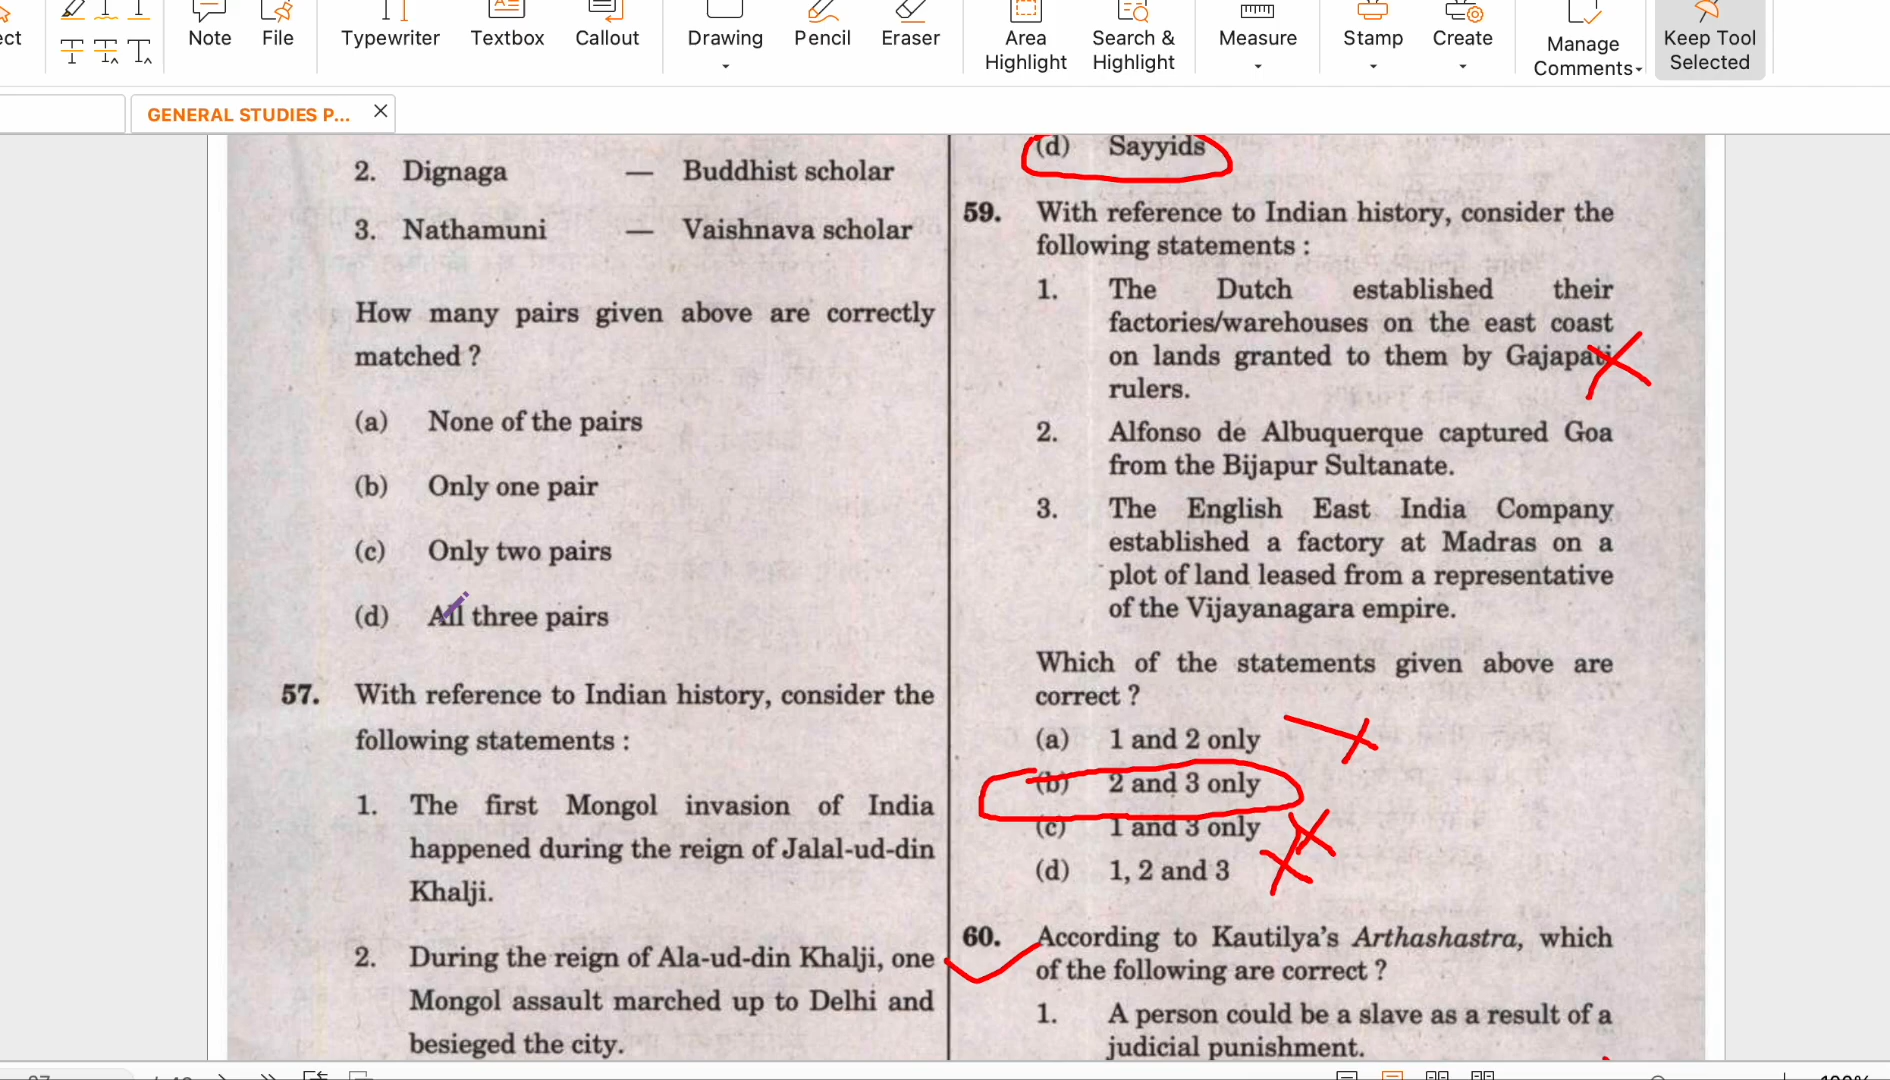 ect
Note
File
Typewriter
Textbox
Callout
Drawing
Pencil
Eraser
Area
Highlight
Search &
Highlight
Measure
Stamp
Create
Manage
Comments
Keep Tool
Selected
GENERAL STUDIES P...
2. Dignaga — Buddhist scholar
3. Nathamuni — Vaishnava scholar
How many pairs given above are correctly
matched ?
(a) None of the pairs
(b) Only one pair
(c) Only two pairs
(d) All three pairs
57. With reference to Indian history, consider the
following statements :
1. The first Mongol invasion of India
happened during the reign of Jalal-ud-din
Khalji.
2. During the reign of Ala-ud-din Khalji, one
Mongol assault marched up to Delhi and
besieged the city.
(d) Sayyids
59. With reference to Indian history, consider the
following statements :
1. The Dutch established their
factories/warehouses on the east coast
on lands granted to them by Gajapati
rulers.
2. Alfonso de Albuquerque captured Goa
from the Bijapur Sultanate.
3. The English East India Company
established a factory at Madras on a
plot of land leased from a representative
of the Vijayanagara empire.
Which of the statements given above are
correct ?
(a) 1 and 2 only
(b) 2 and 3 only
(c) 1 and 3 only
(d) 1, 2 and 3
60. According to Kautilya's Arthashastra, which
of the following are correct ?
1. A person could be a slave as a result of a
judicial punishment.